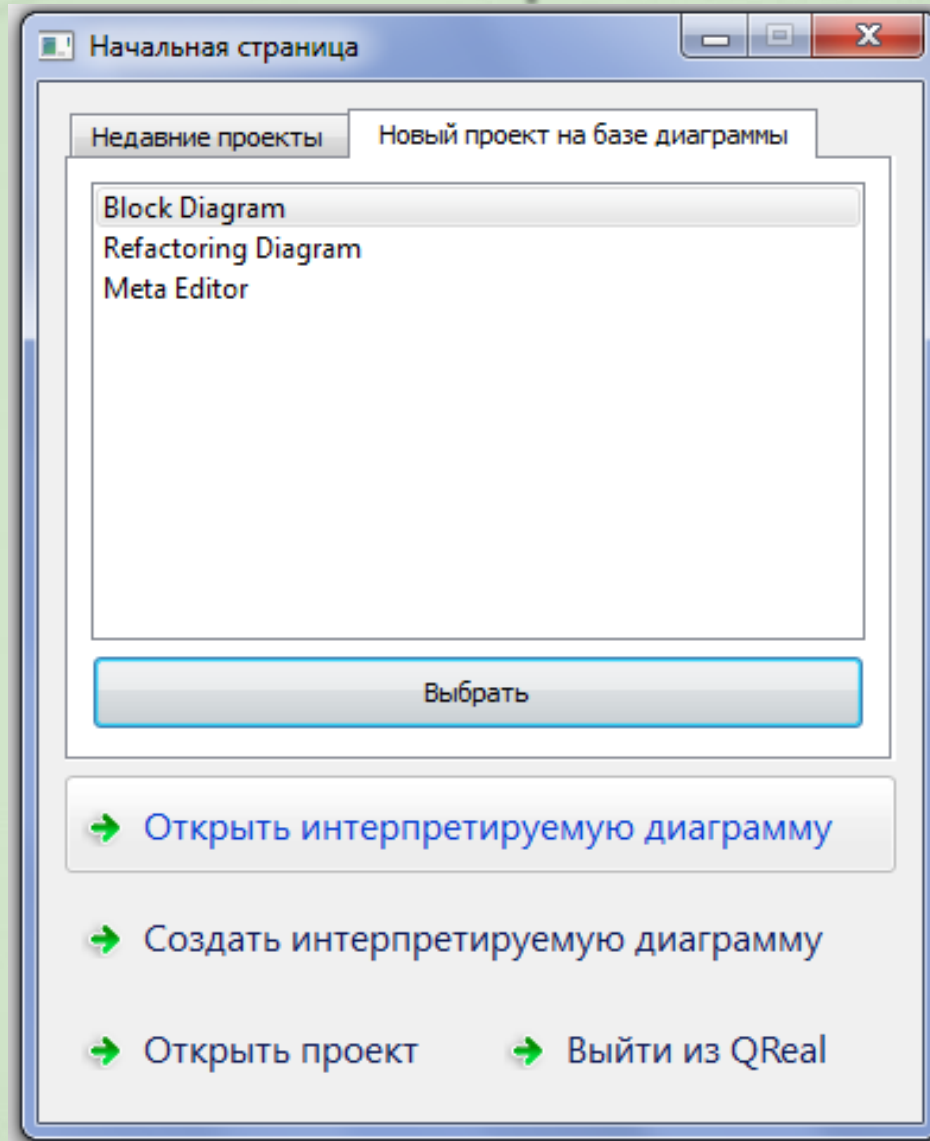 Начальная страница
Недавние проекты
Новый проект на базе диаграммы
Block Diagram
Refactoring Diagram
Meta Editor
Выбрать
Открыть интерпретируемую диаграмму
Создать интерпретируемую диаграмму
Открыть проект
Выйти из QReal